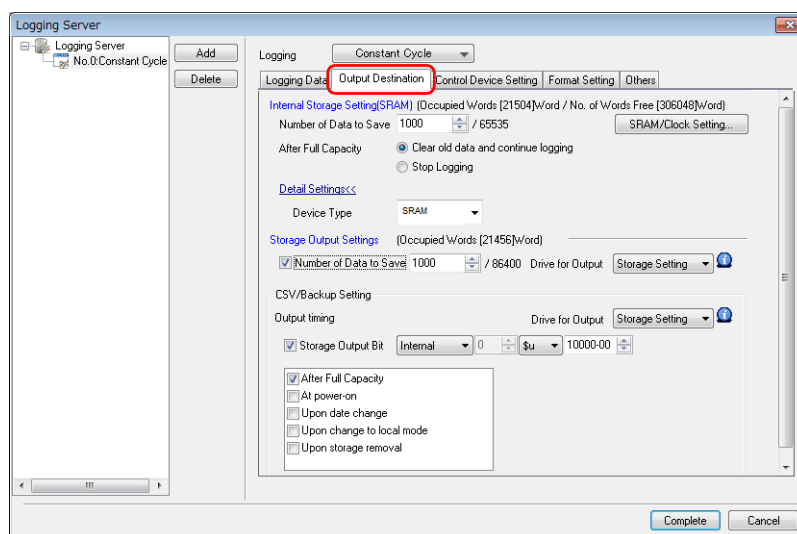 Logging Server
Logging Server
No.0:Constant Cycle
Add
Delete
Logging Constant Cycle
Logging Data Output Destination Control Device Setting Format Setting Others
Internal Storage Setting(SRAM) (Occupied Words [21504]Word / No. of Words Free [306048]Word)
Number of Data to Save 1000 / 65535 SRAM/Clock Setting...
After Full Capacity Clear old data and continue logging
Stop Logging
Detail Settings<<
Device Type SRAM
Storage Output Settings (Occupied Words [21456]Word)
Number of Data to Save 1000 / 86400 Drive for Output Storage Setting
CSV/Backup Setting
Output timing Drive for Output Storage Setting
Storage Output Bit Internal 0 $u 10000-00
After Full Capacity
At power-on
Upon date change
Upon change to local mode
Upon storage removal
Complete Cancel